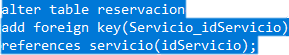 alter table reservacion
add foreign key(Servicio_idServicio)
references servicio(idServicio);